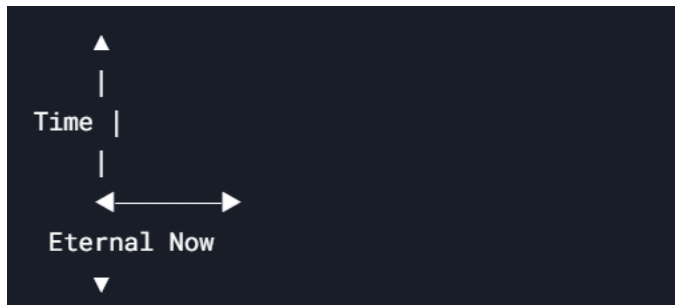 ▲
|
Time |
|
◄─────►
Eternal Now
▼